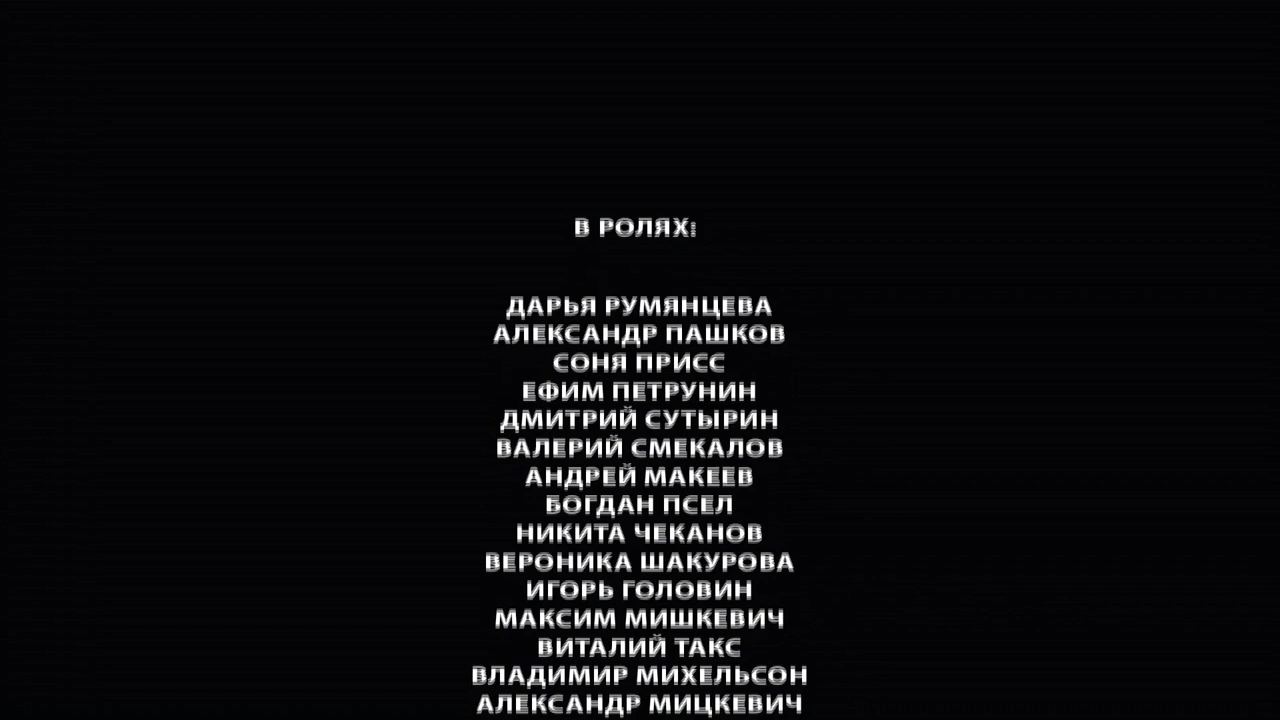 В РОЛЯХ:
ДАРЬЯ РУМЯНЦЕВА
АЛЕКСАНДР ПАШКОВ
СОНЯ ПРИСС
ЕФИМ ПЕТРУНИН
ДМИТРИЙ СУТЫРИН
ВАЛЕРИЙ СМЕКАЛОВ
АНДРЕЙ МАКЕЕВ
БОГДАН ПСЕЛ
НИКИТА ЧЕКАНОВ
ВЕРОНИКА ШАКУРОВА
ИГОРЬ ГОЛОВИН
МАКСИМ МИШКЕВИЧ
ВИТАЛИЙ ТАКС
ВЛАДИМИР МИХЕЛЬСОН
АЛЕКСАНДР МИЦКЕВИЧ